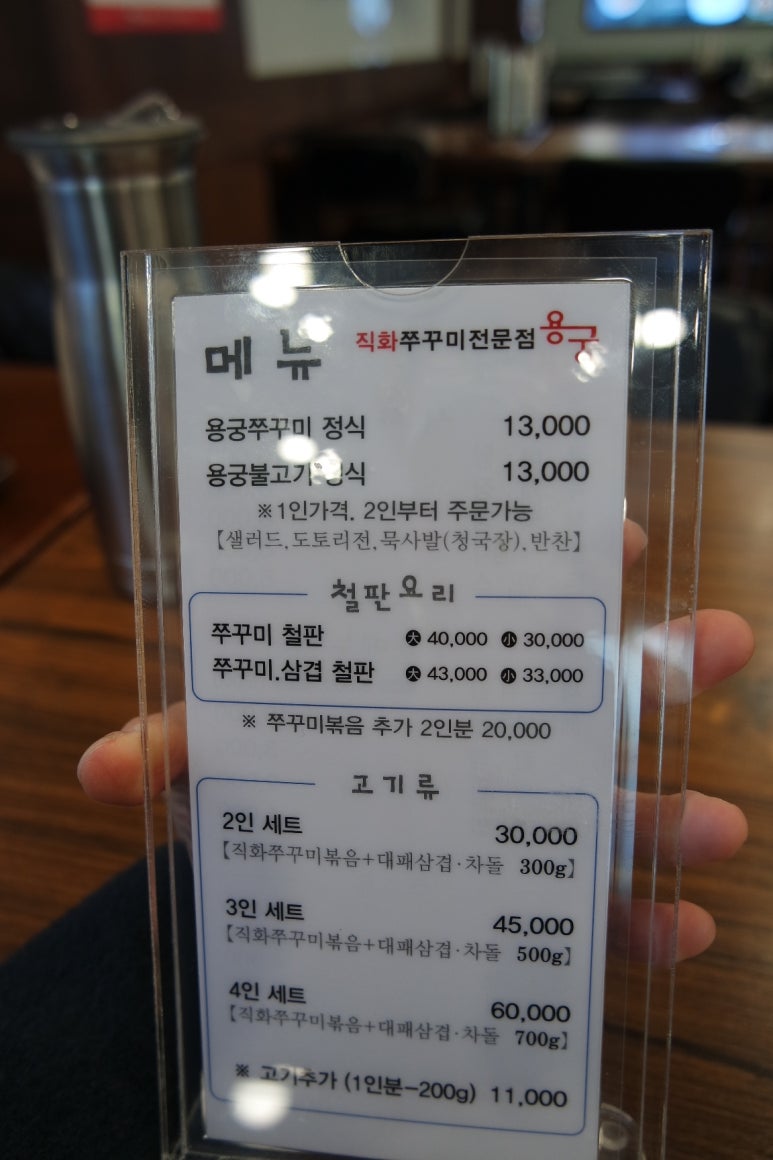 메뉴 직화쭈꾸미전문점 용궁
용궁쭈꾸미 정식 13,000
용궁불고기 정식 13,000
※1인가격. 2인부터 주문가능
【샐러드,도토리전,묵사발(청국장),반찬】
철판요리
쭈꾸미 철판 大 40,000 小 30,000
쭈꾸미.삼겹 철판 大 43,000 小 33,000
※ 쭈꾸미볶음 추가 2인분 20,000
고기류
2인 세트 30,000
【직화쭈꾸미볶음+대패삼겹·차돌 300g】
3인 세트 45,000
【직화쭈꾸미볶음+대패삼겹·차돌 500g】
4인 세트 60,000
【직화쭈꾸미볶음+대패삼겹·차돌 700g】
※ 고기추가 (1인분-200g) 11,000